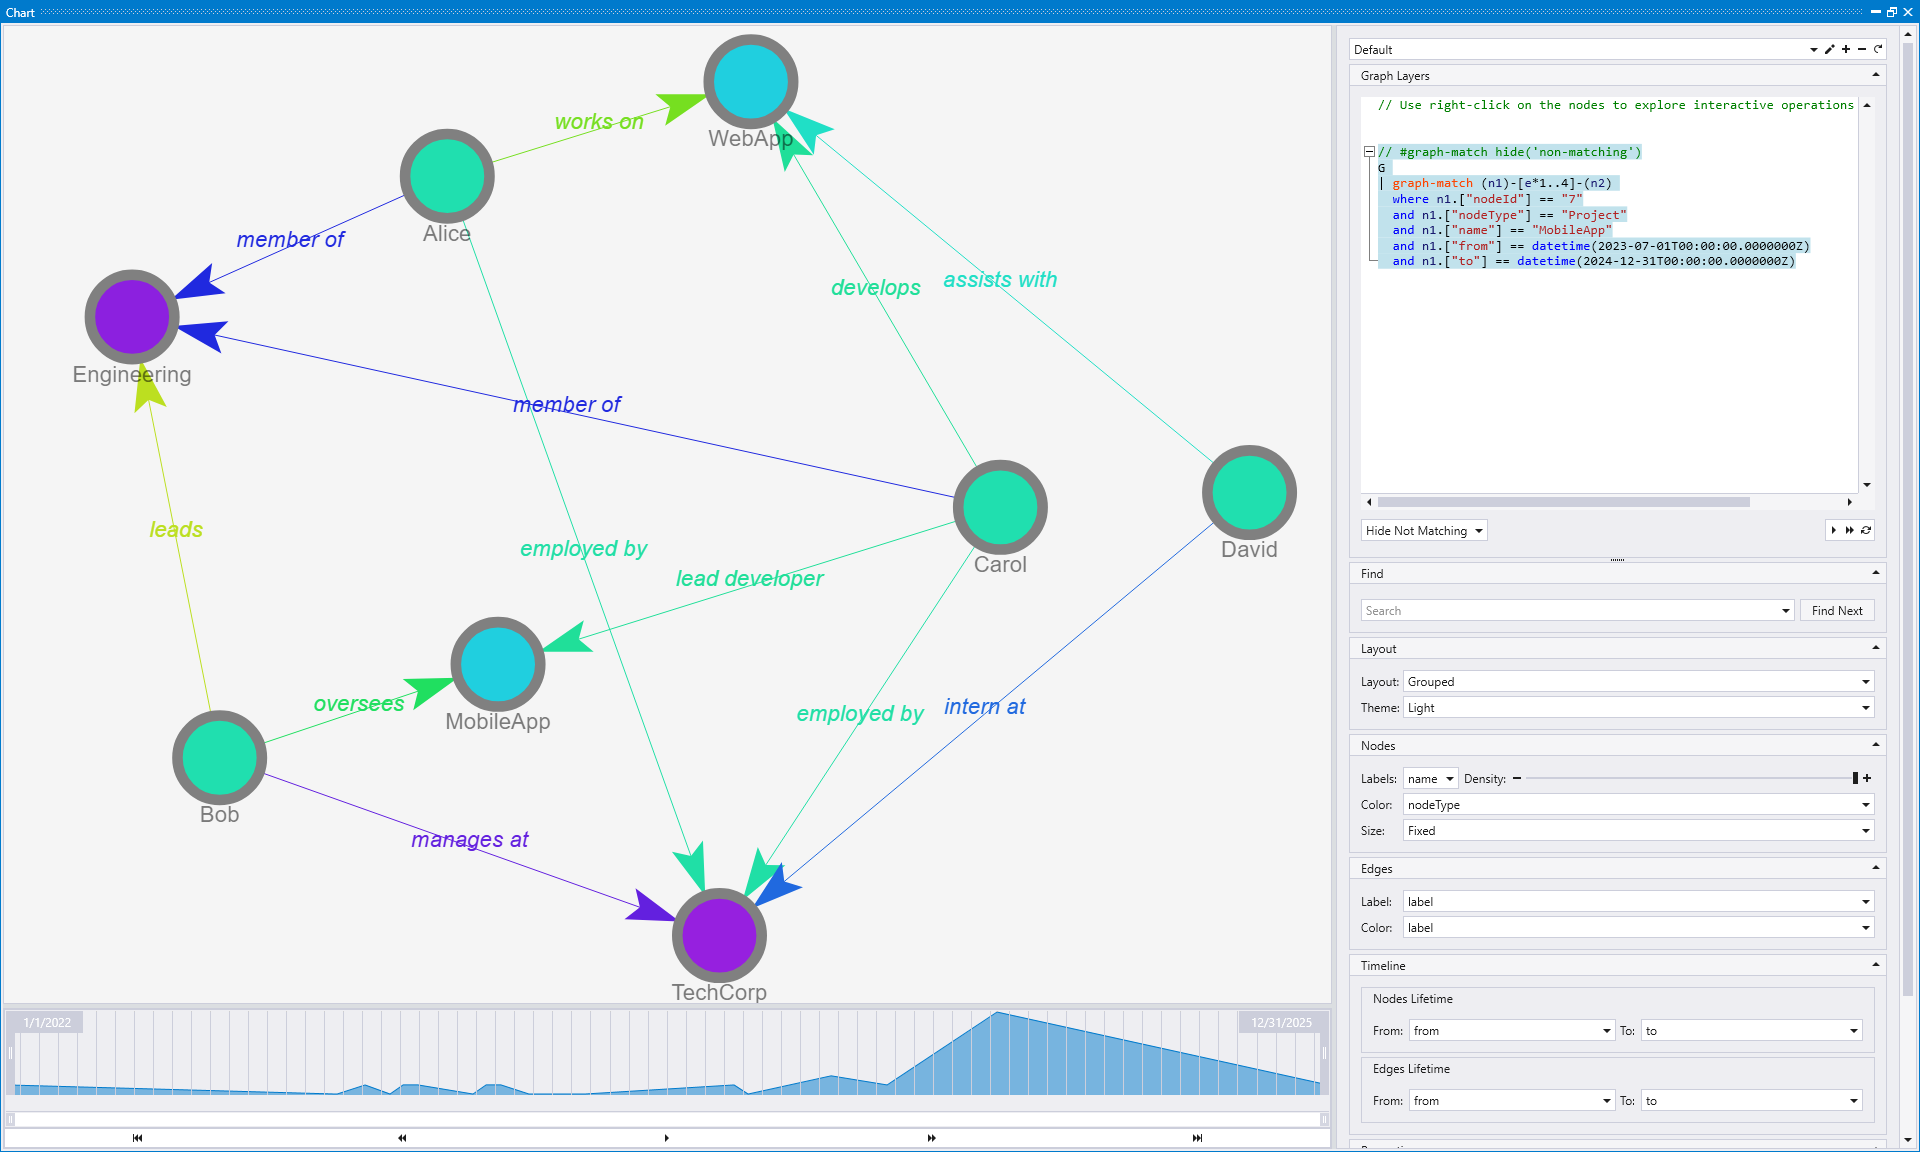 Chart
works on
WebApp
Alice
member of
develops
assists with
Engineering
member of
leads
employed by
lead developer
Carol
David
oversees
MobileApp
employed by
intern at
Bob
manages at
TechCorp
1/1/2022
12/31/2025
Default
Graph Layers
// Use right-click on the nodes to explore interactive operations
// #graph-match hide('non-matching')
G
| graph-match (n1)-[e*1..4]-(n2)
where n1.["nodeId"] == "7"
and n1.["nodeType"] == "Project"
and n1.["name"] == "MobileApp"
and n1.["from"] == datetime(2023-07-01T00:00:00.0000000Z)
and n1.["to"] == datetime(2024-12-31T00:00:00.0000000Z)
Hide Not Matching
Find
Search
Find Next
Layout
Layout: Grouped
Theme: Light
Nodes
Labels: name Density:
Color: nodeType
Size: Fixed
Edges
Label: label
Color: label
Timeline
Nodes Lifetime
From: from To: to
Edges Lifetime
From: from To: to